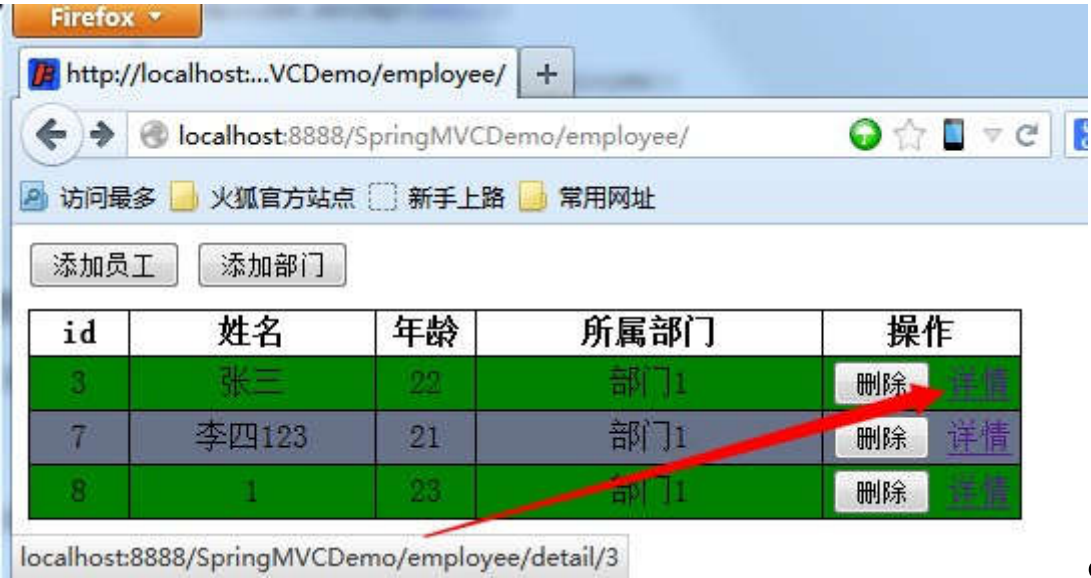 Firefox
http://localhost:...VCDemo/employee/ +
localhost:8888/SpringMVCDemo/employee/
访问最多 火狐官方站点 新手上路 常用网址
添加员工 添加部门
id 姓名 年龄 所属部门 操作
3 张三 22 部门1 删除 详情
7 李四123 21 部门1 删除 详情
8 1 23 部门1 删除 详情
localhost:8888/SpringMVCDemo/employee/detail/3